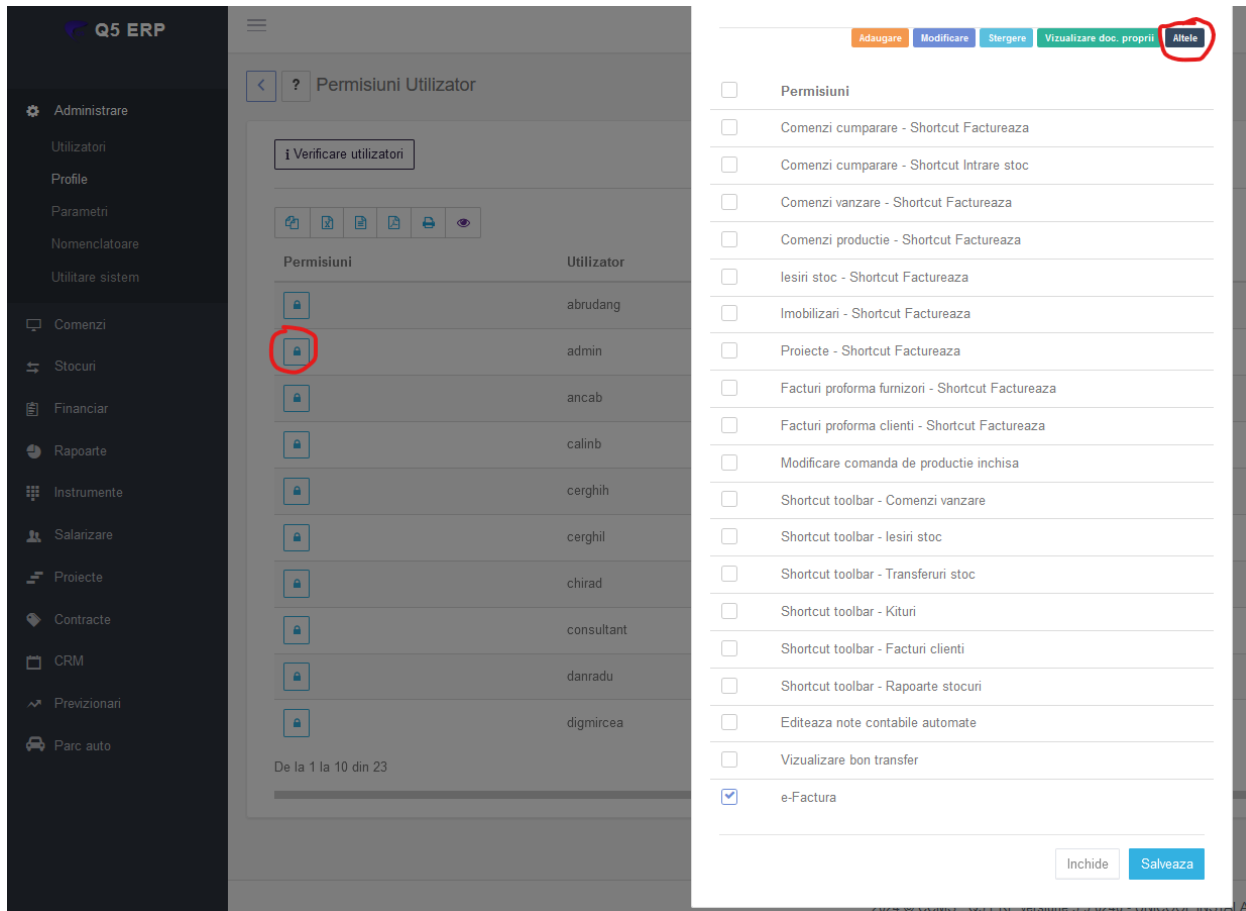 Q5 ERP
Administrare
Utilizatori
Profile
Parametri
Nomenclatoare
Utilitare sistem
Comenzi
Stocuri
Financiar
Rapoarte
Instrumente
Salarizare
Proiecte
Contracte
CRM
Previzionari
Parc auto
? Permisiuni Utilizator
i Verificare utilizatori
Permisiuni Utilizator
abrudang
admin
ancab
calinb
cerghih
cerghil
chirad
consultant
danradu
digmircea
De la 1 la 10 din 23
Adaugare Modificare Stergere Vizualizare doc. proprii Altele
Permisiuni
Comenzi cumparare - Shortcut Factureaza
Comenzi cumparare - Shortcut Intrare stoc
Comenzi vanzare - Shortcut Factureaza
Comenzi productie - Shortcut Factureaza
Iesiri stoc - Shortcut Factureaza
Imobilizari - Shortcut Factureaza
Proiecte - Shortcut Factureaza
Facturi proforma furnizori - Shortcut Factureaza
Facturi proforma clienti - Shortcut Factureaza
Modificare comanda de productie inchisa
Shortcut toolbar - Comenzi vanzare
Shortcut toolbar - Iesiri stoc
Shortcut toolbar - Transferuri stoc
Shortcut toolbar - Kituri
Shortcut toolbar - Facturi clienti
Shortcut toolbar - Rapoarte stocuri
Editeaza note contabile automate
Vizualizare bon transfer
e-Factura
Inchide Salveaza